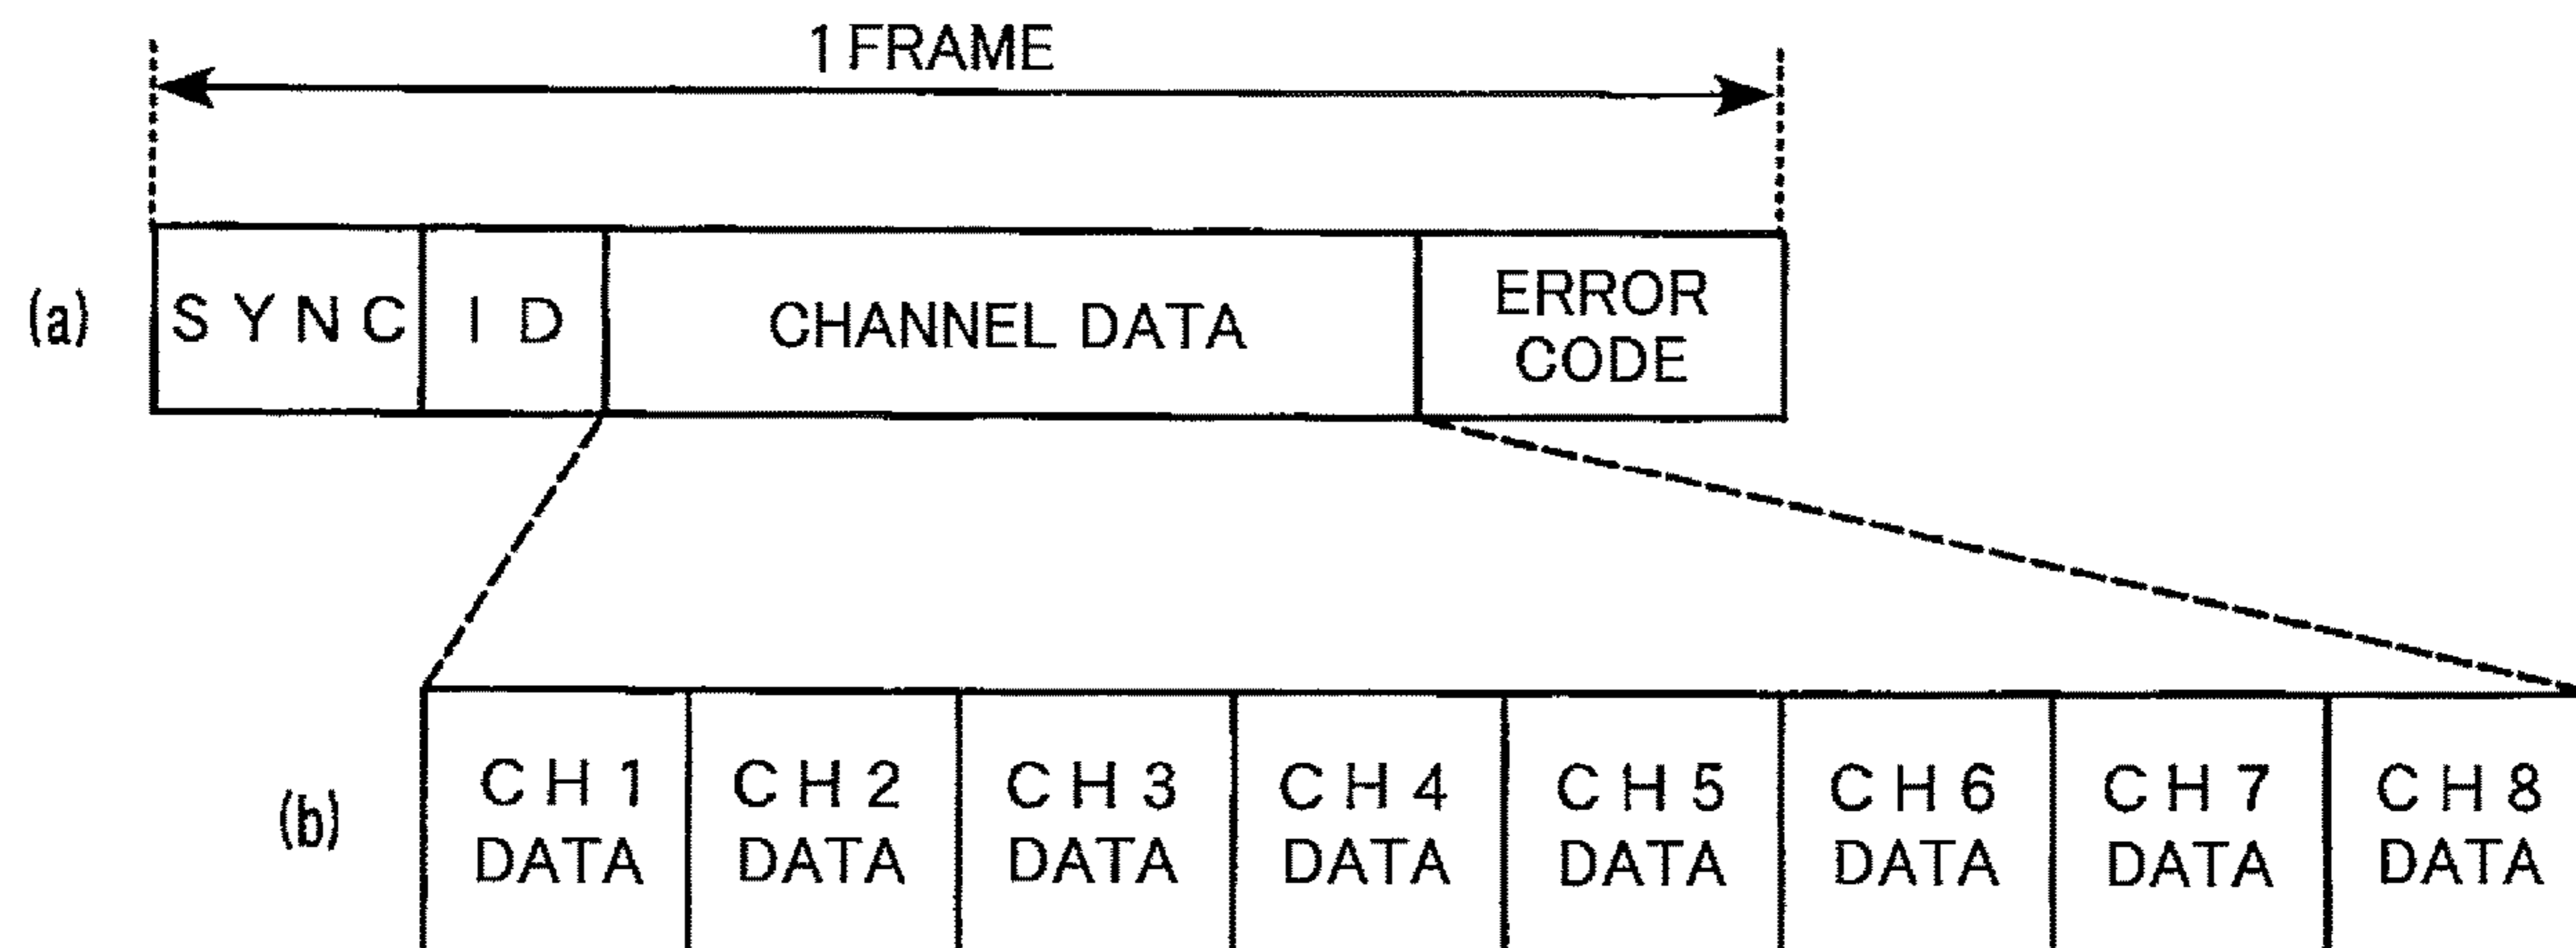 1 FRAME
(a) SYNC ID CHANNEL DATA ERROR CODE
(b) CH1 DATA CH2 DATA CH3 DATA CH4 DATA CH5 DATA CH6 DATA CH7 DATA CH8 DATA